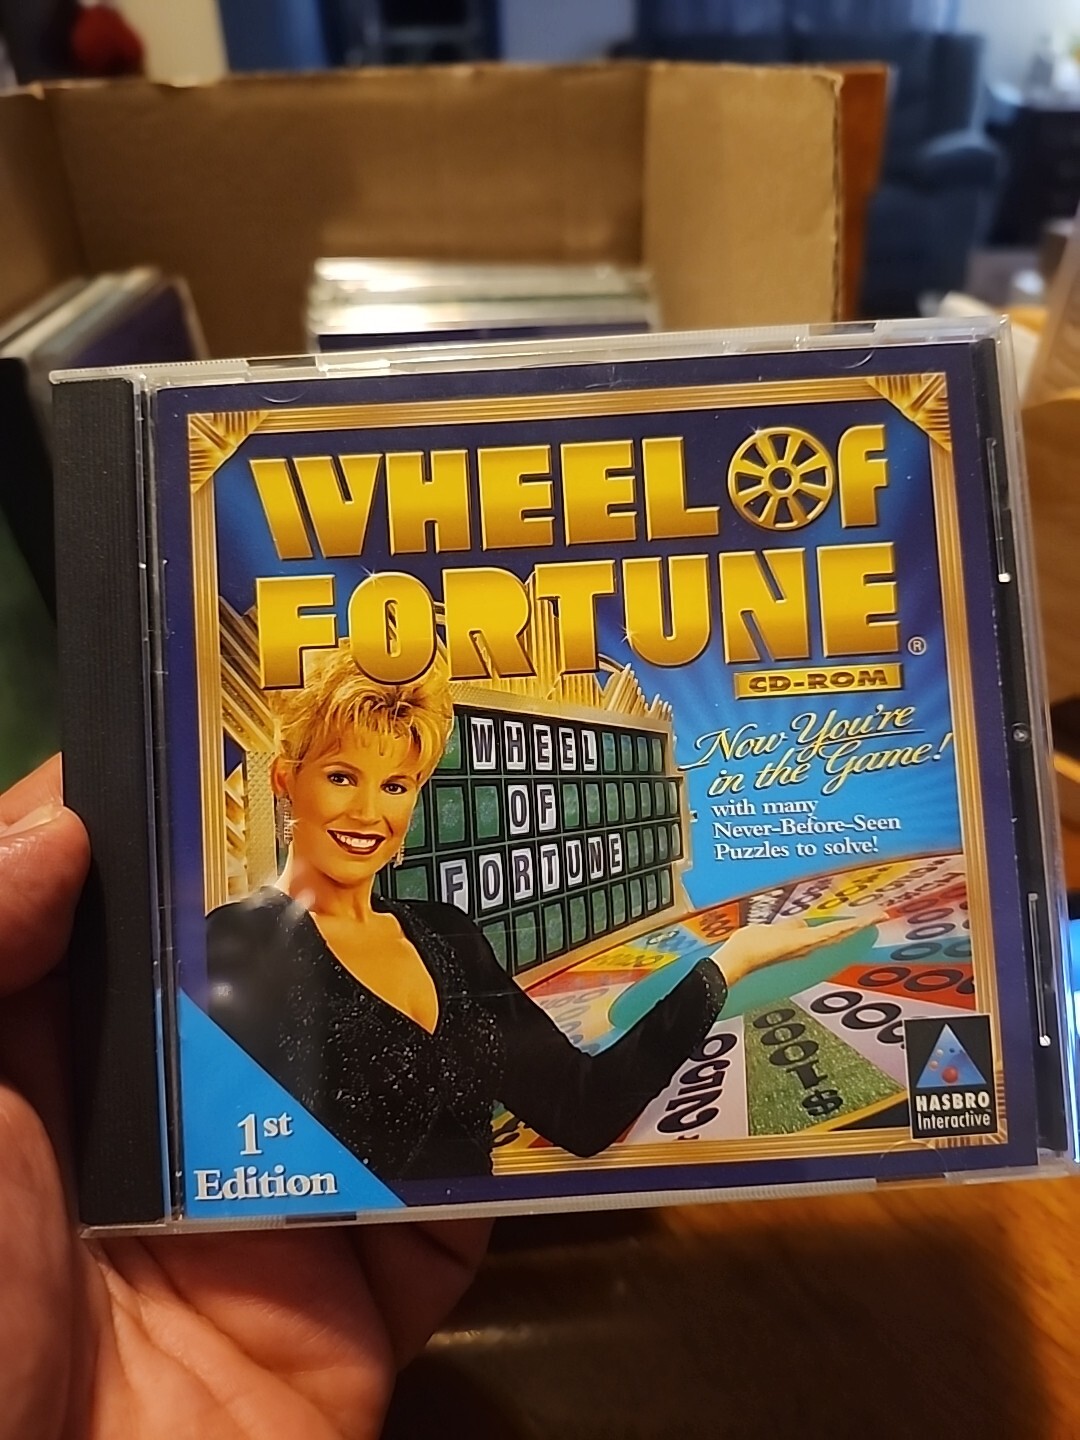 WHEEL OF
FORTUNE®
CD-ROM
Now You're
in the Game!
with many
Never-Before-Seen
Puzzles to solve!
WHEEL
OF
FORTUNE
$1000
HASBRO
Interactive
1st
Edition